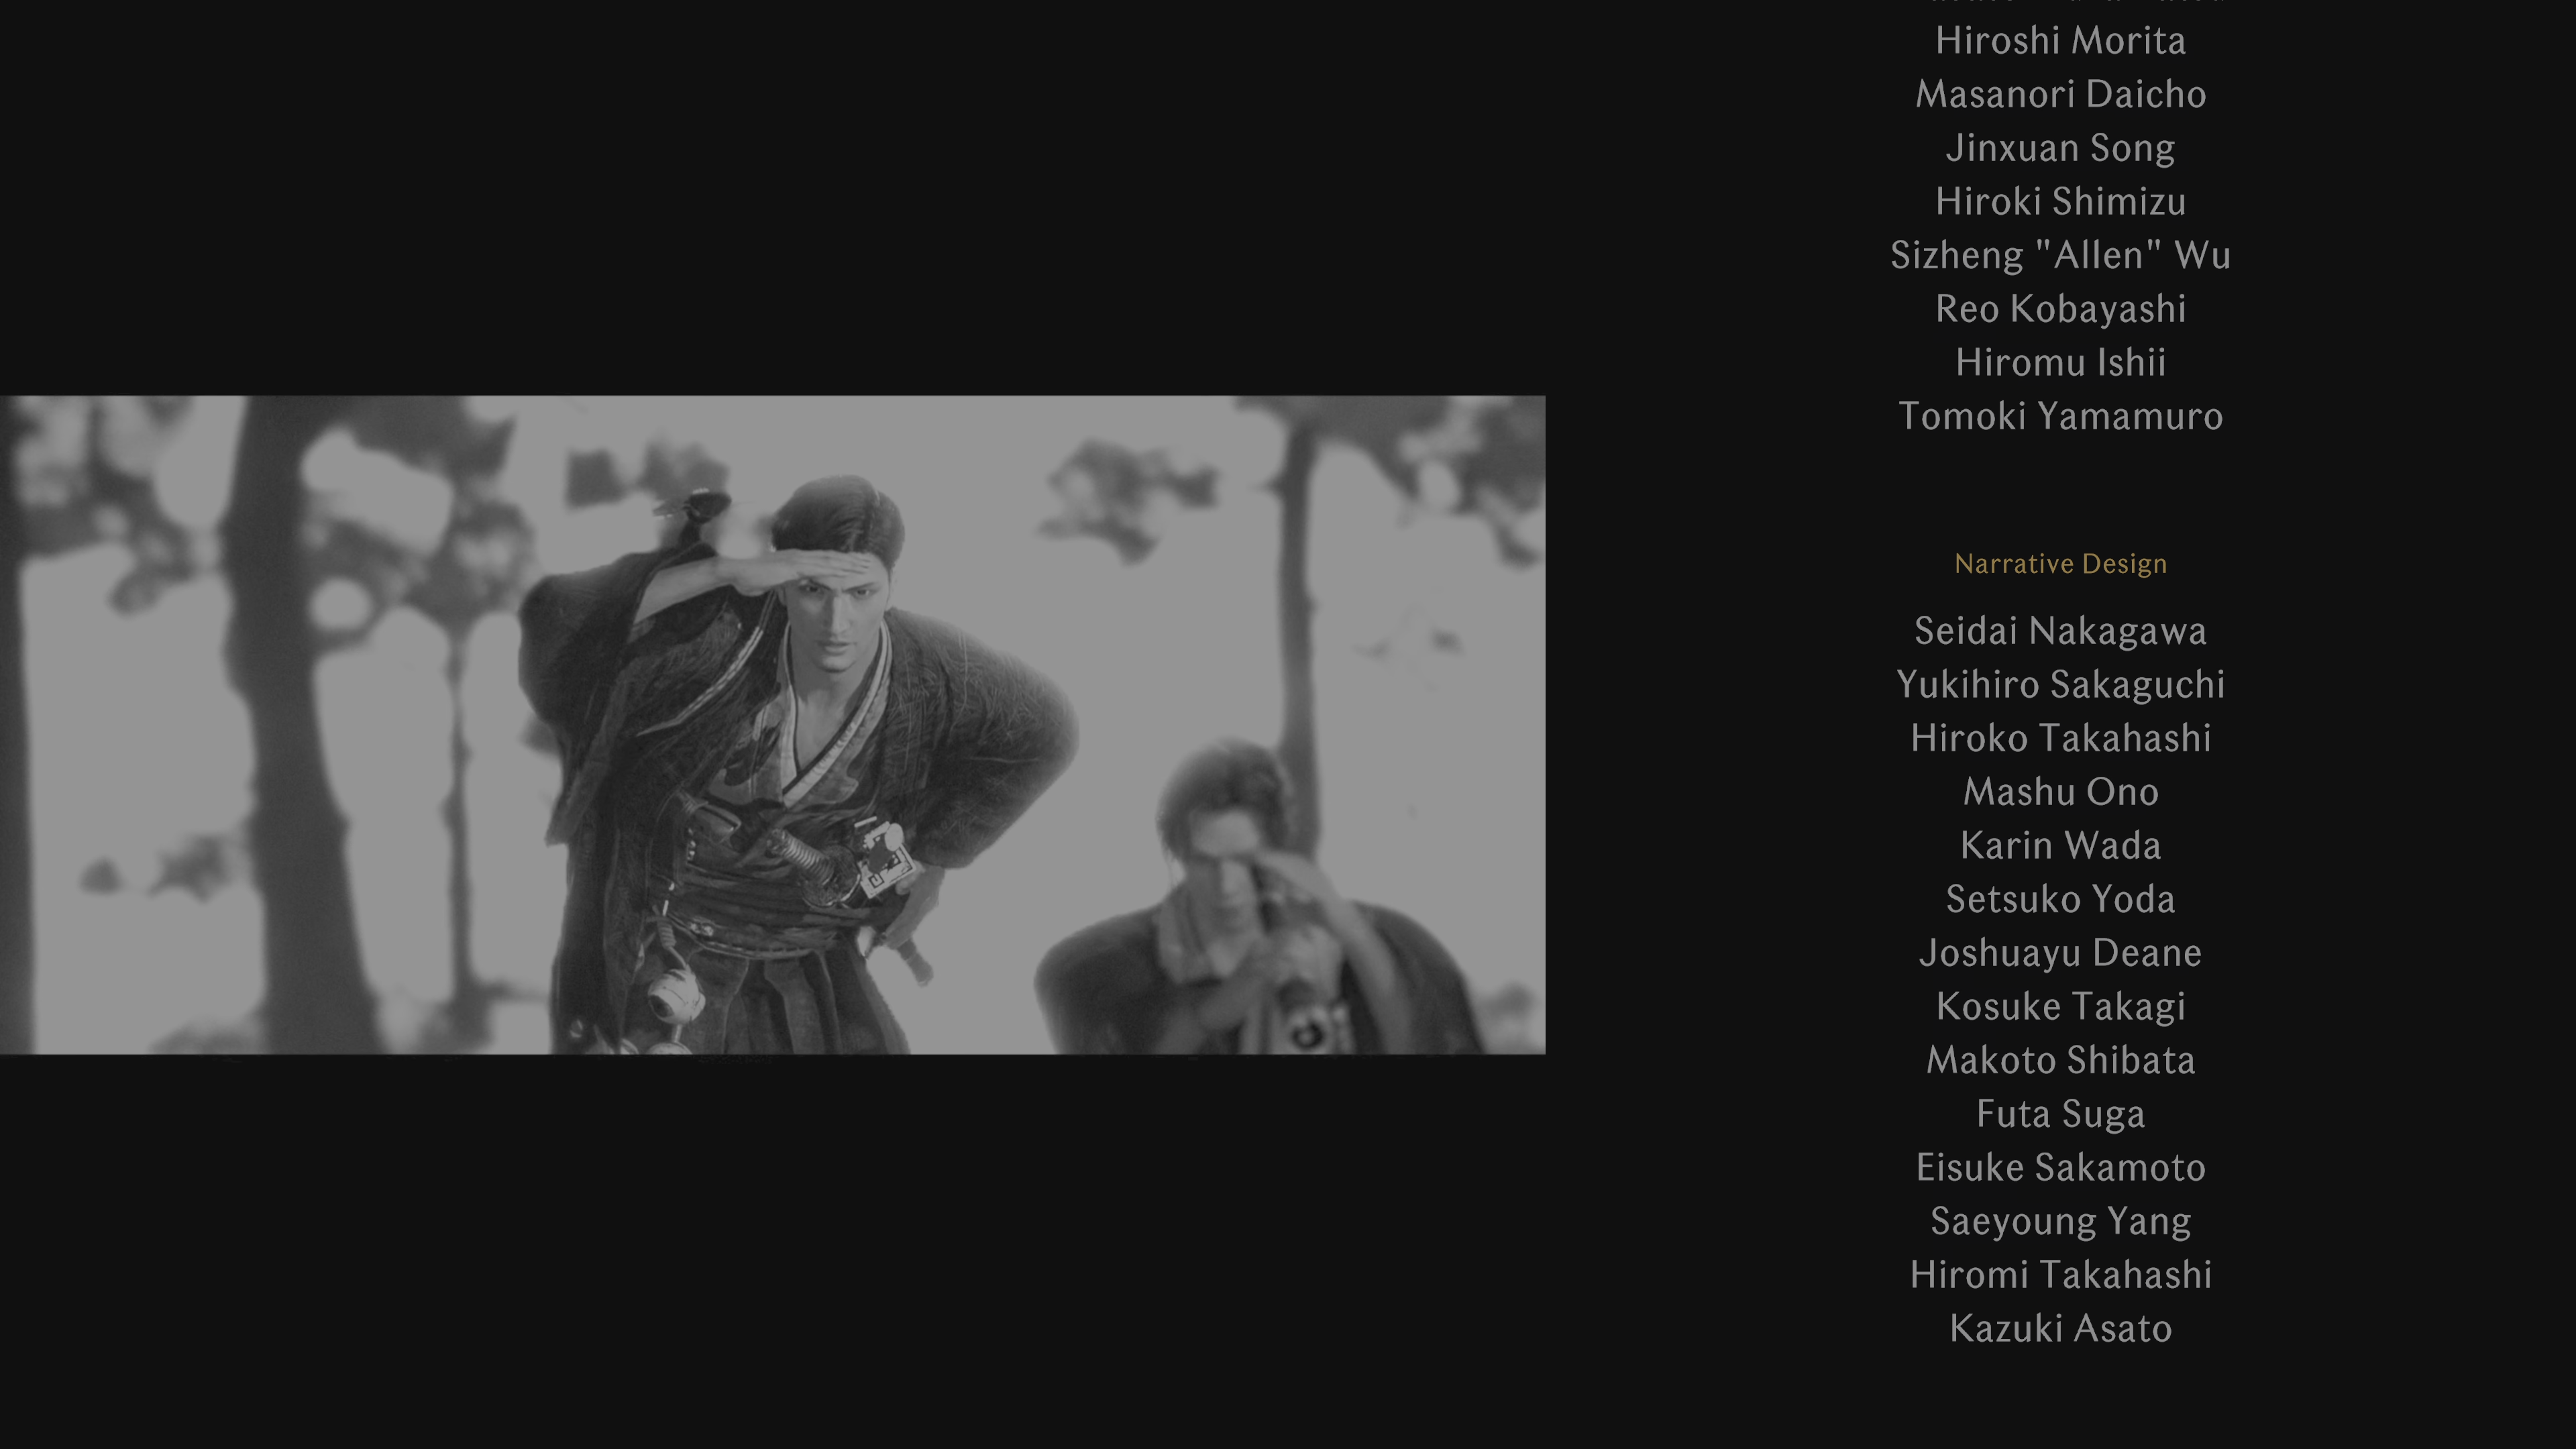 Hiroshi Morita
Masanori Daicho
Jinxuan Song
Hiroki Shimizu
Sizheng "Allen" Wu
Reo Kobayashi
Hiromu Ishii
Tomoki Yamamuro
Narrative Design
Seidai Nakagawa
Yukihiro Sakaguchi
Hiroko Takahashi
Mashu Ono
Karin Wada
Setsuko Yoda
Joshuayu Deane
Kosuke Takagi
Makoto Shibata
Futa Suga
Eisuke Sakamoto
Saeyoung Yang
Hiromi Takahashi
Kazuki Asato